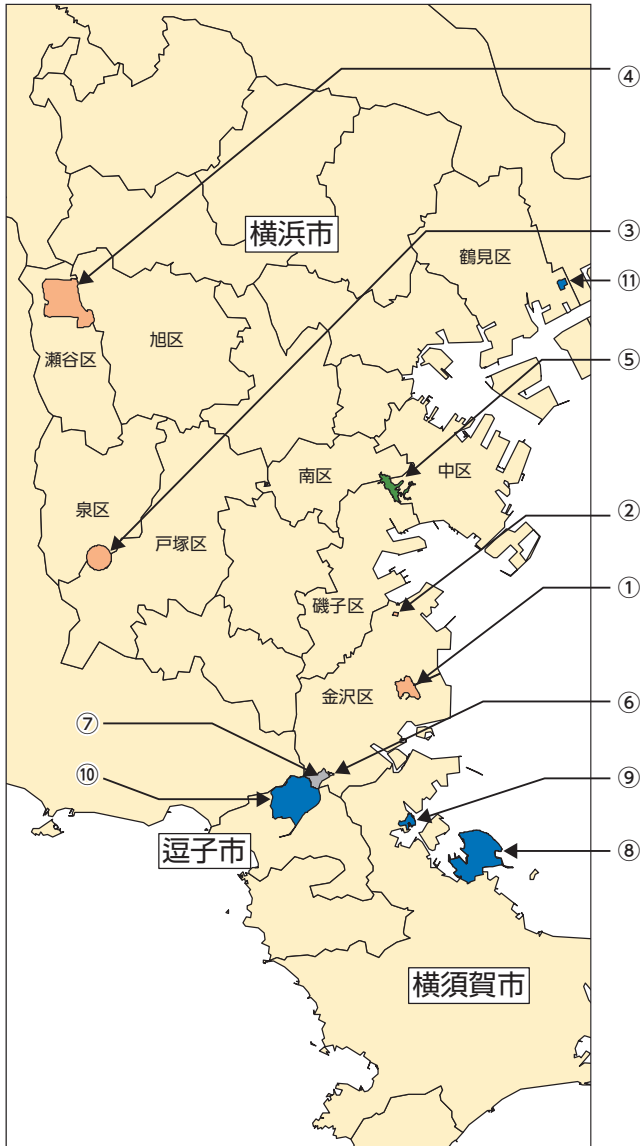 ④
③
横浜市
鶴見区
⑪
旭区
瀬谷区
⑤
南区
中区
泉区
戸塚区
②
磯子区
①
金沢区
⑦
⑥
⑩
⑨
逗子市
⑧
横須賀市